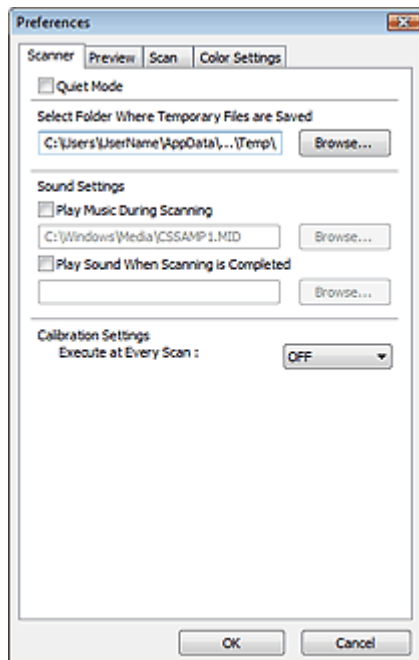 Preferences
Scanner Preview Scan Color Settings
Quiet Mode
Select Folder Where Temporary Files are Saved
C:\Users\UserName\AppData\...\Temp\ Browse...
Sound Settings
Play Music During Scanning
C:\Windows\Media\CSSAMP1.MID Browse...
Play Sound When Scanning is Completed
Browse...
Calibration Settings
Execute at Every Scan : OFF
OK Cancel